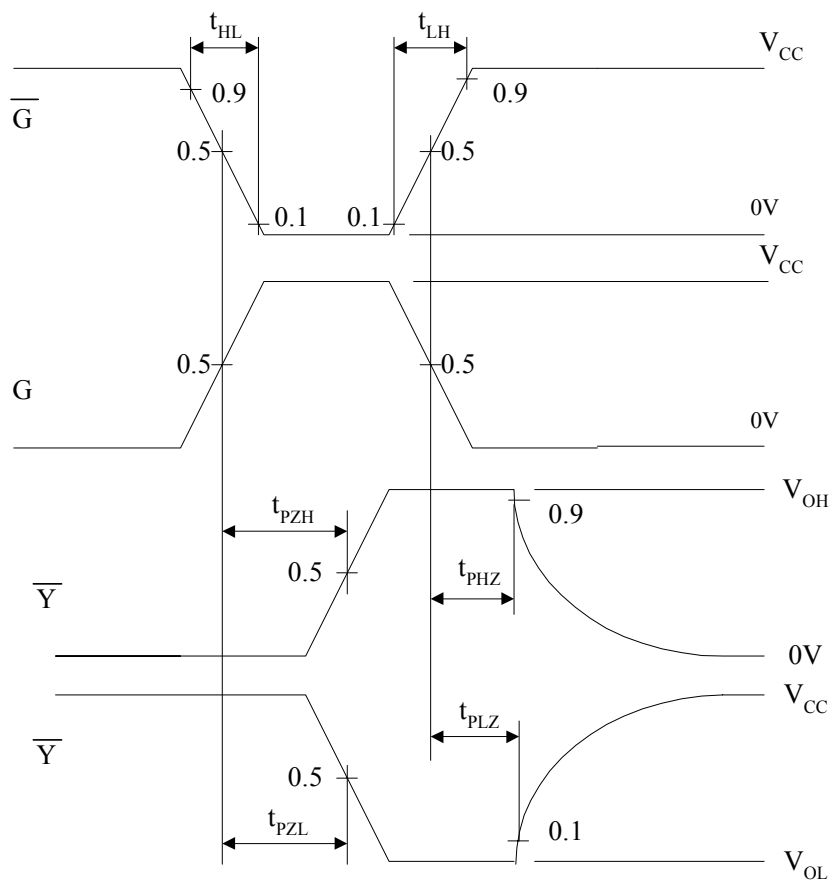 t_HL t_LH
V_CC
0.9 0.9
G̅
0.5 0.5
0.1 0.1
0V
V_CC
0.5 0.5
G
0V
V_OH
t_PZH
0.9
0.5
t_PHZ
Y̅
0V
V_CC
t_PLZ
Y̅
0.5
t_PZL
0.1
V_OL